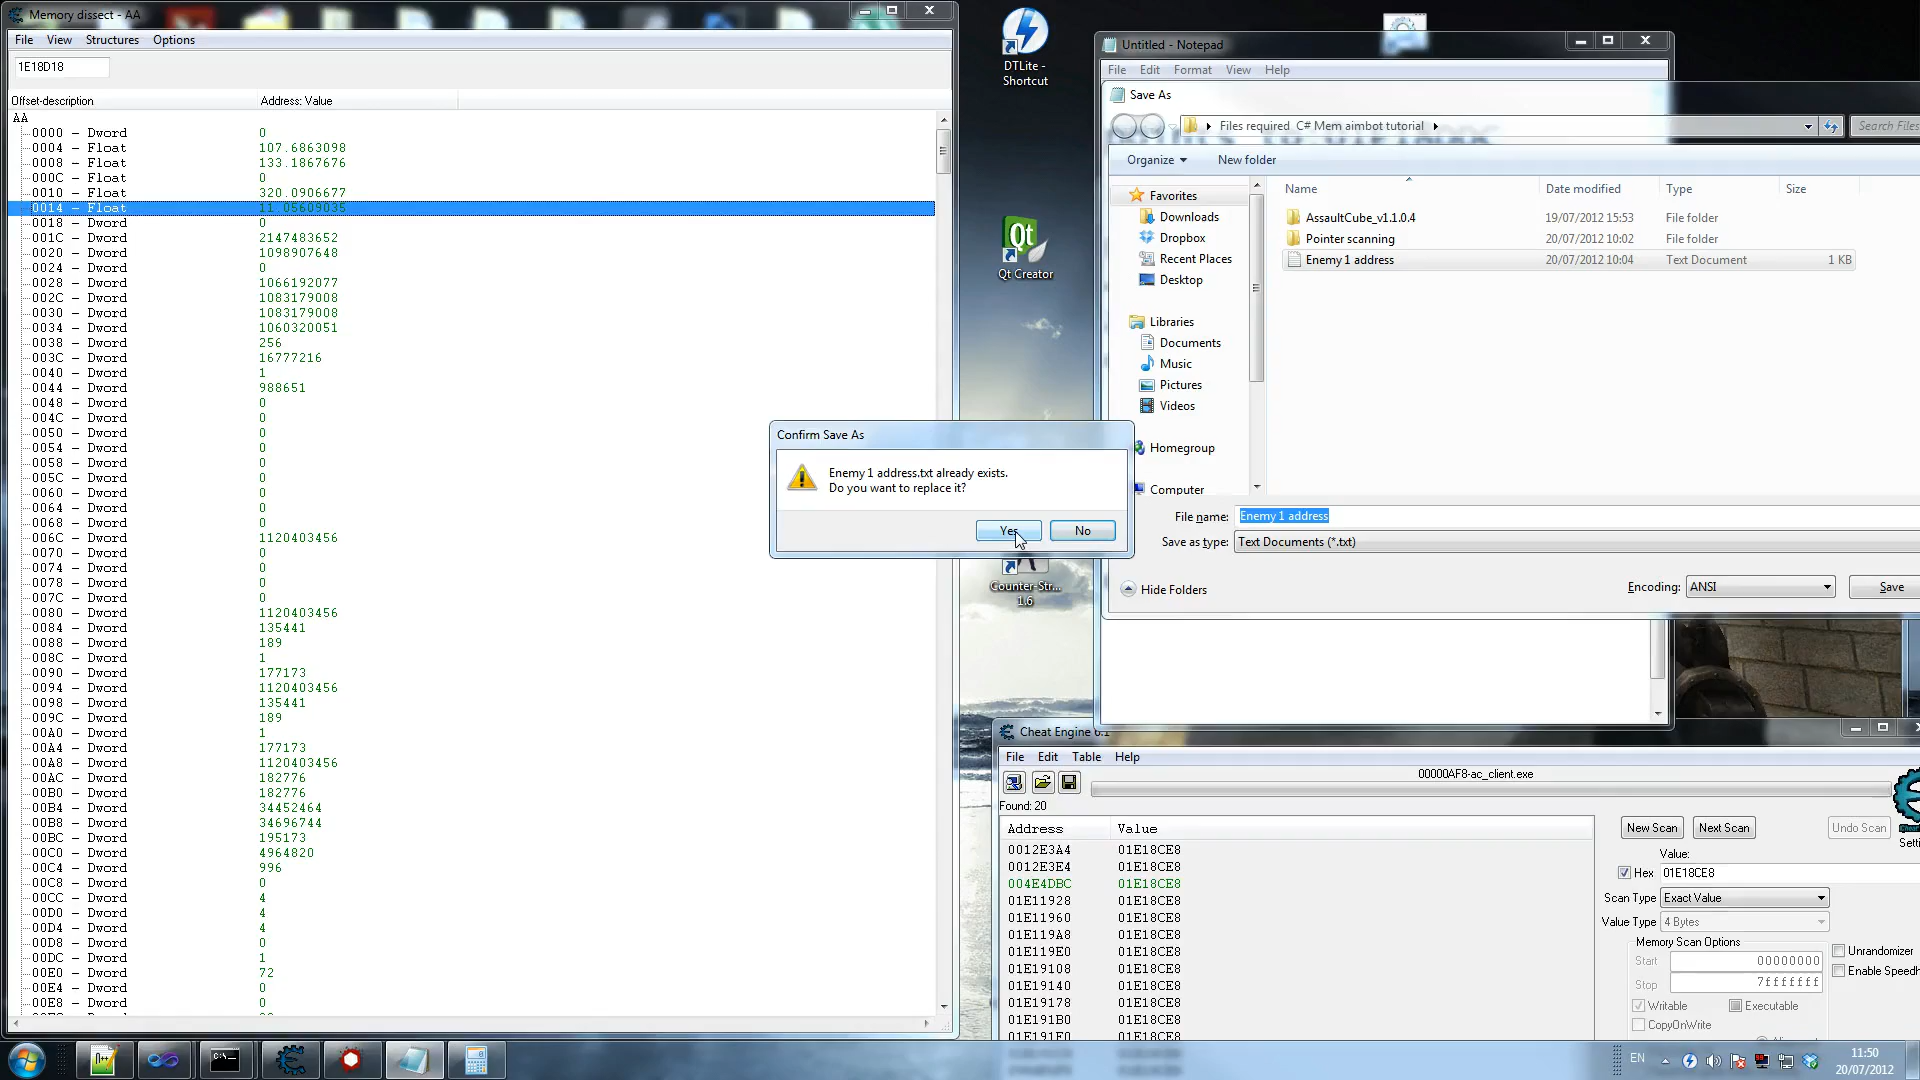 Memory dissect - AA
File View Structures Options
1E18D18
Offset-description Address: Value
AA
0000 - Dword 0
0004 - Float 107.6863098
0008 - Float 133.1867676
000C - Float 0
0010 - Float 320.0906677
0014 - Float 11.05609035
0018 - Dword 0
001C - Dword 2147483652
0020 - Dword 1098907648
0024 - Dword 0
0028 - Dword 1066192077
002C - Dword 1083179008
0030 - Dword 1083179008
0034 - Dword 1060320051
0038 - Dword 256
003C - Dword 16777216
0040 - Dword 1
0044 - Dword 988651
0048 - Dword 0
004C - Dword 0
0050 - Dword 0
0054 - Dword 0
0058 - Dword 0
005C - Dword 0
0060 - Dword 0
0064 - Dword 0
0068 - Dword 0
006C - Dword 1120403456
0070 - Dword 0
0074 - Dword 0
0078 - Dword 0
007C - Dword 0
0080 - Dword 1120403456
0084 - Dword 135441
0088 - Dword 189
008C - Dword 1
0090 - Dword 177173
0094 - Dword 1120403456
0098 - Dword 135441
009C - Dword 189
00A0 - Dword 1
00A4 - Dword 177173
00A8 - Dword 1120403456
00AC - Dword 182776
00B0 - Dword 182776
00B4 - Dword 34452464
00B8 - Dword 34696744
00BC - Dword 195173
00C0 - Dword 4964820
00C4 - Dword 996
00C8 - Dword 0
00CC - Dword 4
00D0 - Dword 4
00D4 - Dword 4
00D8 - Dword 0
00DC - Dword 1
00E0 - Dword 72
00E4 - Dword 0
00E8 - Dword 0
DTLite -
Shortcut
Qt
Qt Creator
Counter-Str...
1.6
Untitled - Notepad
File Edit Format View Help
Save As
Files required C# Mem aimbot tutorial
Search Files
Organize New folder
Favorites
Downloads
Dropbox
Recent Places
Desktop
Libraries
Documents
Music
Pictures
Videos
Homegroup
Computer
Name Date modified Type Size
AssaultCube_v1.1.0.4 19/07/2012 15:53 File folder
Pointer scanning 20/07/2012 10:02 File folder
Enemy 1 address 20/07/2012 10:04 Text Document 1 KB
File name: Enemy 1 address
Save as type: Text Documents (*.txt)
Hide Folders
Encoding: ANSI
Save
Confirm Save As
Enemy 1 address.txt already exists.
Do you want to replace it?
Yes No
Cheat Engine 6.1
File Edit Table Help
00000AF8-ac_client.exe
Found: 20
Address Value
0012E3A4 01E18CE8
0012E3E4 01E18CE8
004E4DBC 01E18CE8
01E11928 01E18CE8
01E11960 01E18CE8
01E119A8 01E18CE8
01E119E0 01E18CE8
01E19108 01E18CE8
01E19140 01E18CE8
01E19178 01E18CE8
01E191B0 01E18CE8
01E191F0 01E18CE8
New Scan Next Scan Undo Scan
Value:
Hex 01E18CE8
Scan Type Exact Value
Value Type 4 Bytes
Memory Scan Options
Start 00000000
Stop 7fffffff
Writable Executable
CopyOnWrite
Unrandomizer
Enable Speedh
Setti
EN
11:50
20/07/2012